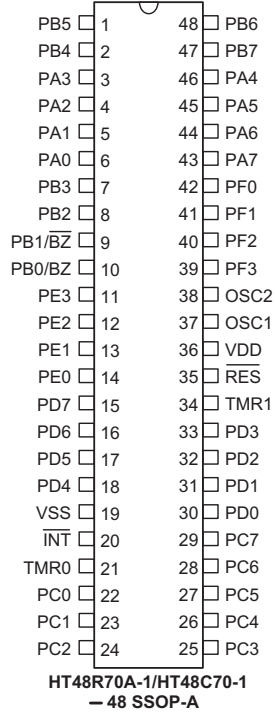 PB5 1 48 PB6
PB4 2 47 PB7
PA3 3 46 PA4
PA2 4 45 PA5
PA1 5 44 PA6
PA0 6 43 PA7
PB3 7 42 PF0
PB2 8 41 PF1
PB1/B̅Z̅ 9 40 PF2
PB0/BZ 10 39 PF3
PE3 11 38 OSC2
PE2 12 37 OSC1
PE1 13 36 VDD
PE0 14 35 R̅E̅S̅
PD7 15 34 TMR1
PD6 16 33 PD3
PD5 17 32 PD2
PD4 18 31 PD1
VSS 19 30 PD0
I̅N̅T̅ 20 29 PC7
TMR0 21 28 PC6
PC0 22 27 PC5
PC1 23 26 PC4
PC2 24 25 PC3
HT48R70A-1/HT48C70-1
– 48 SSOP-A